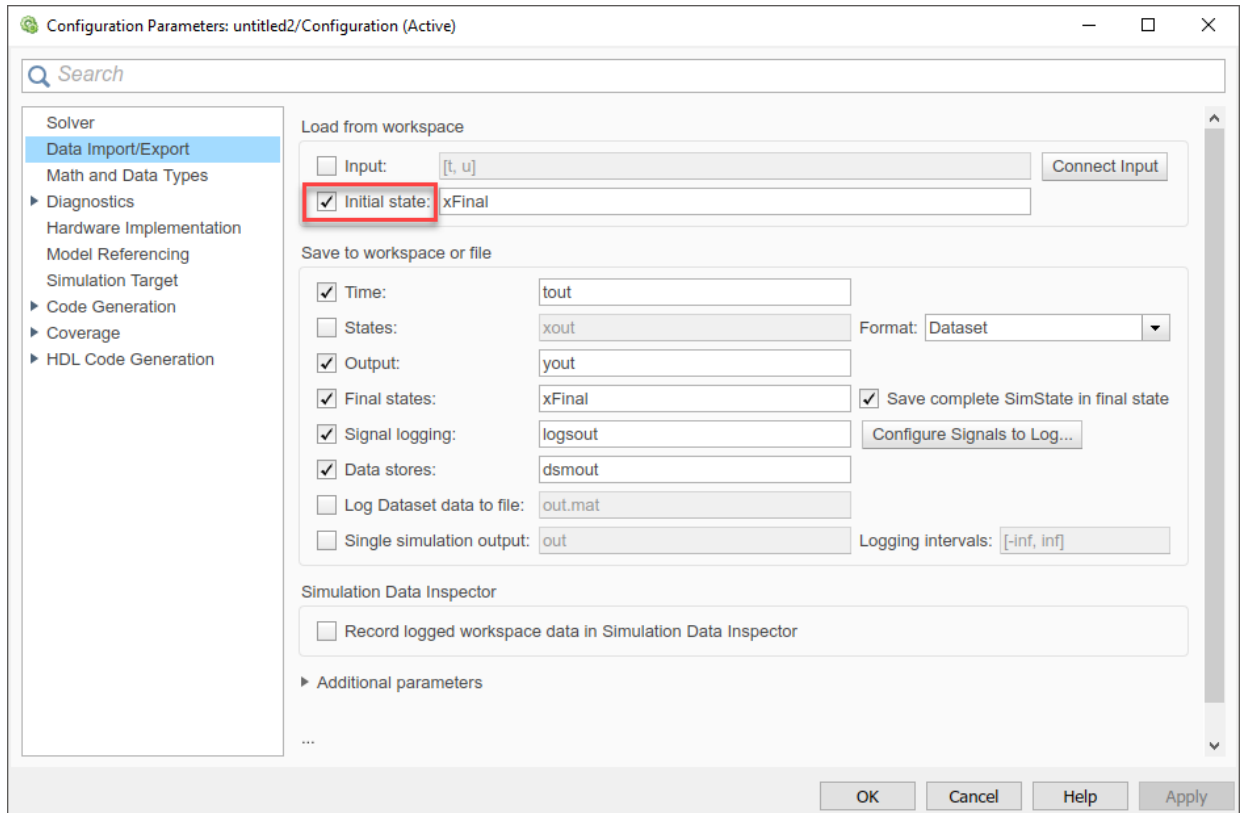 Configuration Parameters: untitled2/Configuration (Active)
Search
Solver
Data Import/Export
Math and Data Types
Diagnostics
Hardware Implementation
Model Referencing
Simulation Target
Code Generation
Coverage
HDL Code Generation
Load from workspace
Input: [t, u] Connect Input
Initial state: xFinal
Save to workspace or file
Time: tout
States: xout Format: Dataset
Output: yout
Final states: xFinal Save complete SimState in final state
Signal logging: logsout Configure Signals to Log...
Data stores: dsmout
Log Dataset data to file: out.mat
Single simulation output: out Logging intervals: [-inf, inf]
Simulation Data Inspector
Record logged workspace data in Simulation Data Inspector
Additional parameters
...
OK Cancel Help Apply